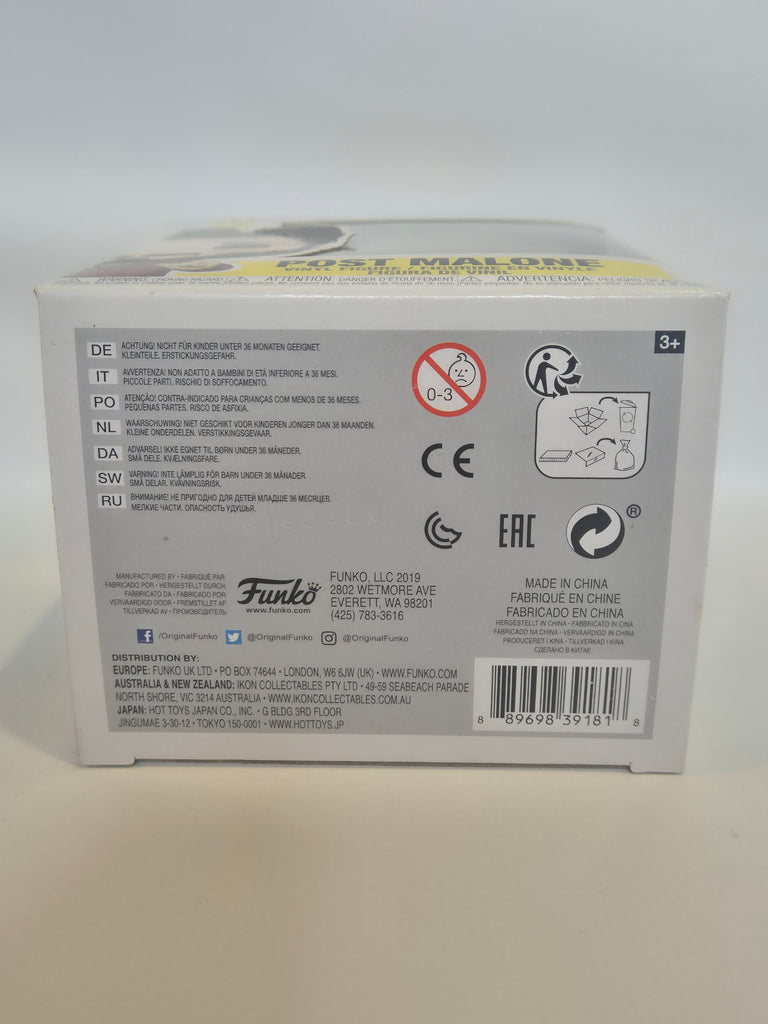 POST MALONE
VINYL FIGURE / FIGURINE EN VINYLE
FIGURA DE VINIL
WARNING: CHOKING HAZARD
ATTENTION: DANGER D'ÉTOUFFEMENT. ADVERTENCIA: PELIGRO DE
3+
DE ACHTUNG! NICHT FÜR KINDER UNTER 36 MONATEN GEEIGNET.
KLEINTEILE. ERSTICKUNGSGEFAHR.
IT AVVERTENZA! NON ADATTO A BAMBINI DI ETÀ INFERIORE A 36 MESI.
PICCOLE PARTI. RISCHIO DI SOFFOCAMENTO.
PO ATENÇÃO! CONTRA-INDICADO PARA CRIANÇAS COM MENOS DE 36 MESES.
PEQUENAS PARTES. RISCO DE ASFIXIA.
NL WAARSCHUWING! NIET GESCHIKT VOOR KINDEREN JONGER DAN 36 MAANDEN.
KLEINE ONDERDELEN. VERSTIKKINGSGEVAAR.
DA ADVARSEL! IKKE EGNET TIL BØRN UNDER 36 MÅNEDER.
SMÅ DELE. KVÆLNINGSFARE.
SW VARNING! INTE LÄMPLIG FÖR BARN UNDER 36 MÅNADER.
SMÅ DELAR. KVÄVNINGSRISK.
RU ВНИМАНИЕ! НЕ ПРИГОДНО ДЛЯ ДЕТЕЙ МЛАДШЕ 36 МЕСЯЦЕВ.
МЕЛКИЕ ЧАСТИ. ОПАСНОСТЬ УДУШЬЯ.
0-3
CE
EAC
®
MANUFACTURED BY • FABRIQUÉ PAR:
FABRICADO POR • HERGESTELLT DURCH:
FABBRICATO DA • FABRICADO POR:
VERVAARDIGD DOOR • FREMSTILLET AF:
TILLVERKAD AV • ПРОИЗВОДИТЕЛЬ:
Funko
www.funko.com
FUNKO, LLC 2019
2802 WETMORE AVE
EVERETT, WA 98201
(425) 783-3616
MADE IN CHINA
FABRIQUÉ EN CHINE
FABRICADO EN CHINA
HERGESTELLT IN CHINA • FABBRICATO IN CINA
FABRICADO NA CHINA • VERVAARDIGD IN CHINA
PRODUCERET I KINA • TILLVERKAD I KINA
СДЕЛАНО В КИТАЕ
/OriginalFunko @OriginalFunko @OriginalFunko
DISTRIBUTION BY:
EUROPE: FUNKO UK LTD • PO BOX 74644 • LONDON, W6 6JW (UK) • WWW.FUNKO.COM
AUSTRALIA & NEW ZEALAND: IKON COLLECTABLES PTY LTD • 49-59 SEABEACH PARADE
NORTH SHORE, VIC 3214 AUSTRALIA • WWW.IKONCOLLECTABLES.COM.AU
JAPAN: HOT TOYS JAPAN CO., INC. • G BLDG 3RD FLOOR
JINGUMAE 3-30-12 • TOKYO 150-0001 • WWW.HOTTOYS.JP
8 89698 39181 8